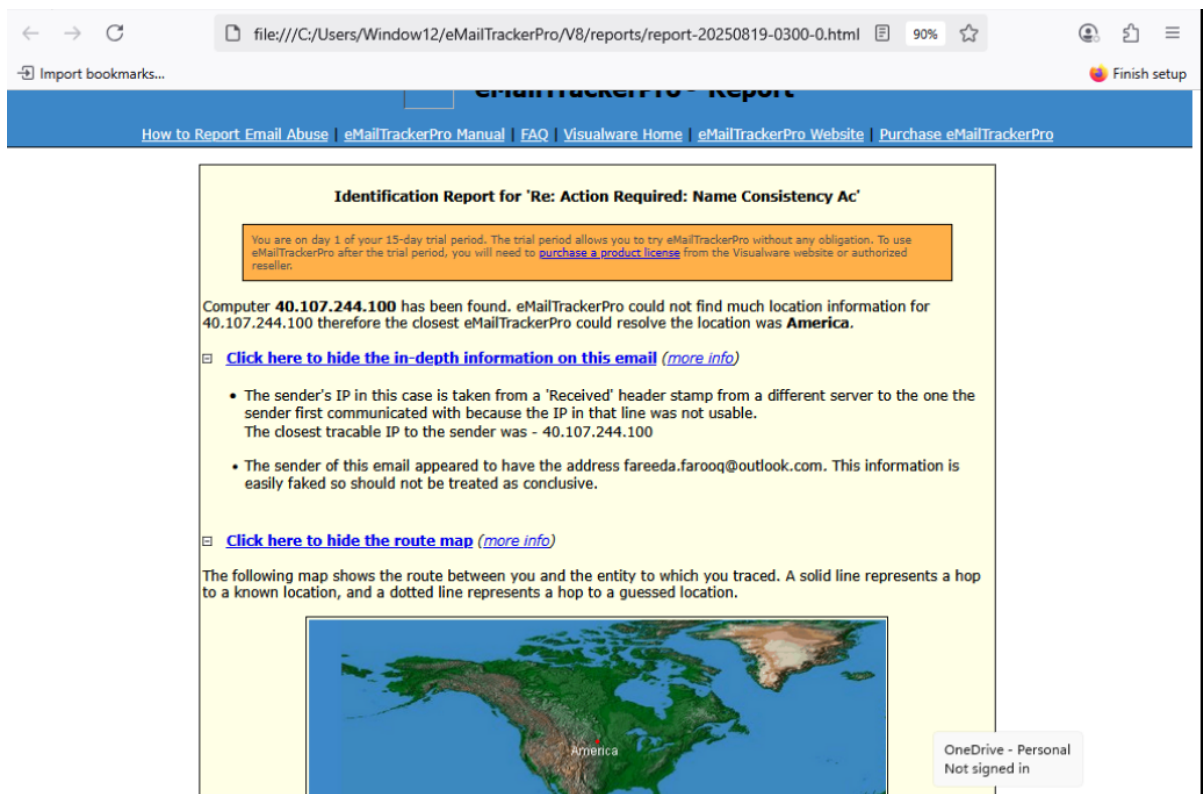 file:///C:/Users/Window12/eMailTrackerPro/V8/reports/report-20250819-0300-0.html 90%
Import bookmarks... Finish setup
eMailTrackerPro - Report
How to Report Email Abuse | eMailTrackerPro Manual | FAQ | Visualware Home | eMailTrackerPro Website | Purchase eMailTrackerPro
Identification Report for 'Re: Action Required: Name Consistency Ac'
You are on day 1 of your 15-day trial period. The trial period allows you to try eMailTrackerPro without any obligation. To use
eMailTrackerPro after the trial period, you will need to purchase a product license from the Visualware website or authorized
reseller.
Computer 40.107.244.100 has been found. eMailTrackerPro could not find much location information for
40.107.244.100 therefore the closest eMailTrackerPro could resolve the location was America.
Click here to hide the in-depth information on this email (more info)
• The sender's IP in this case is taken from a 'Received' header stamp from a different server to the one the
sender first communicated with because the IP in that line was not usable.
The closest tracable IP to the sender was - 40.107.244.100
• The sender of this email appeared to have the address fareeda.farooq@outlook.com. This information is
easily faked so should not be treated as conclusive.
Click here to hide the route map (more info)
The following map shows the route between you and the entity to which you traced. A solid line represents a hop
to a known location, and a dotted line represents a hop to a guessed location.
America
OneDrive - Personal
Not signed in